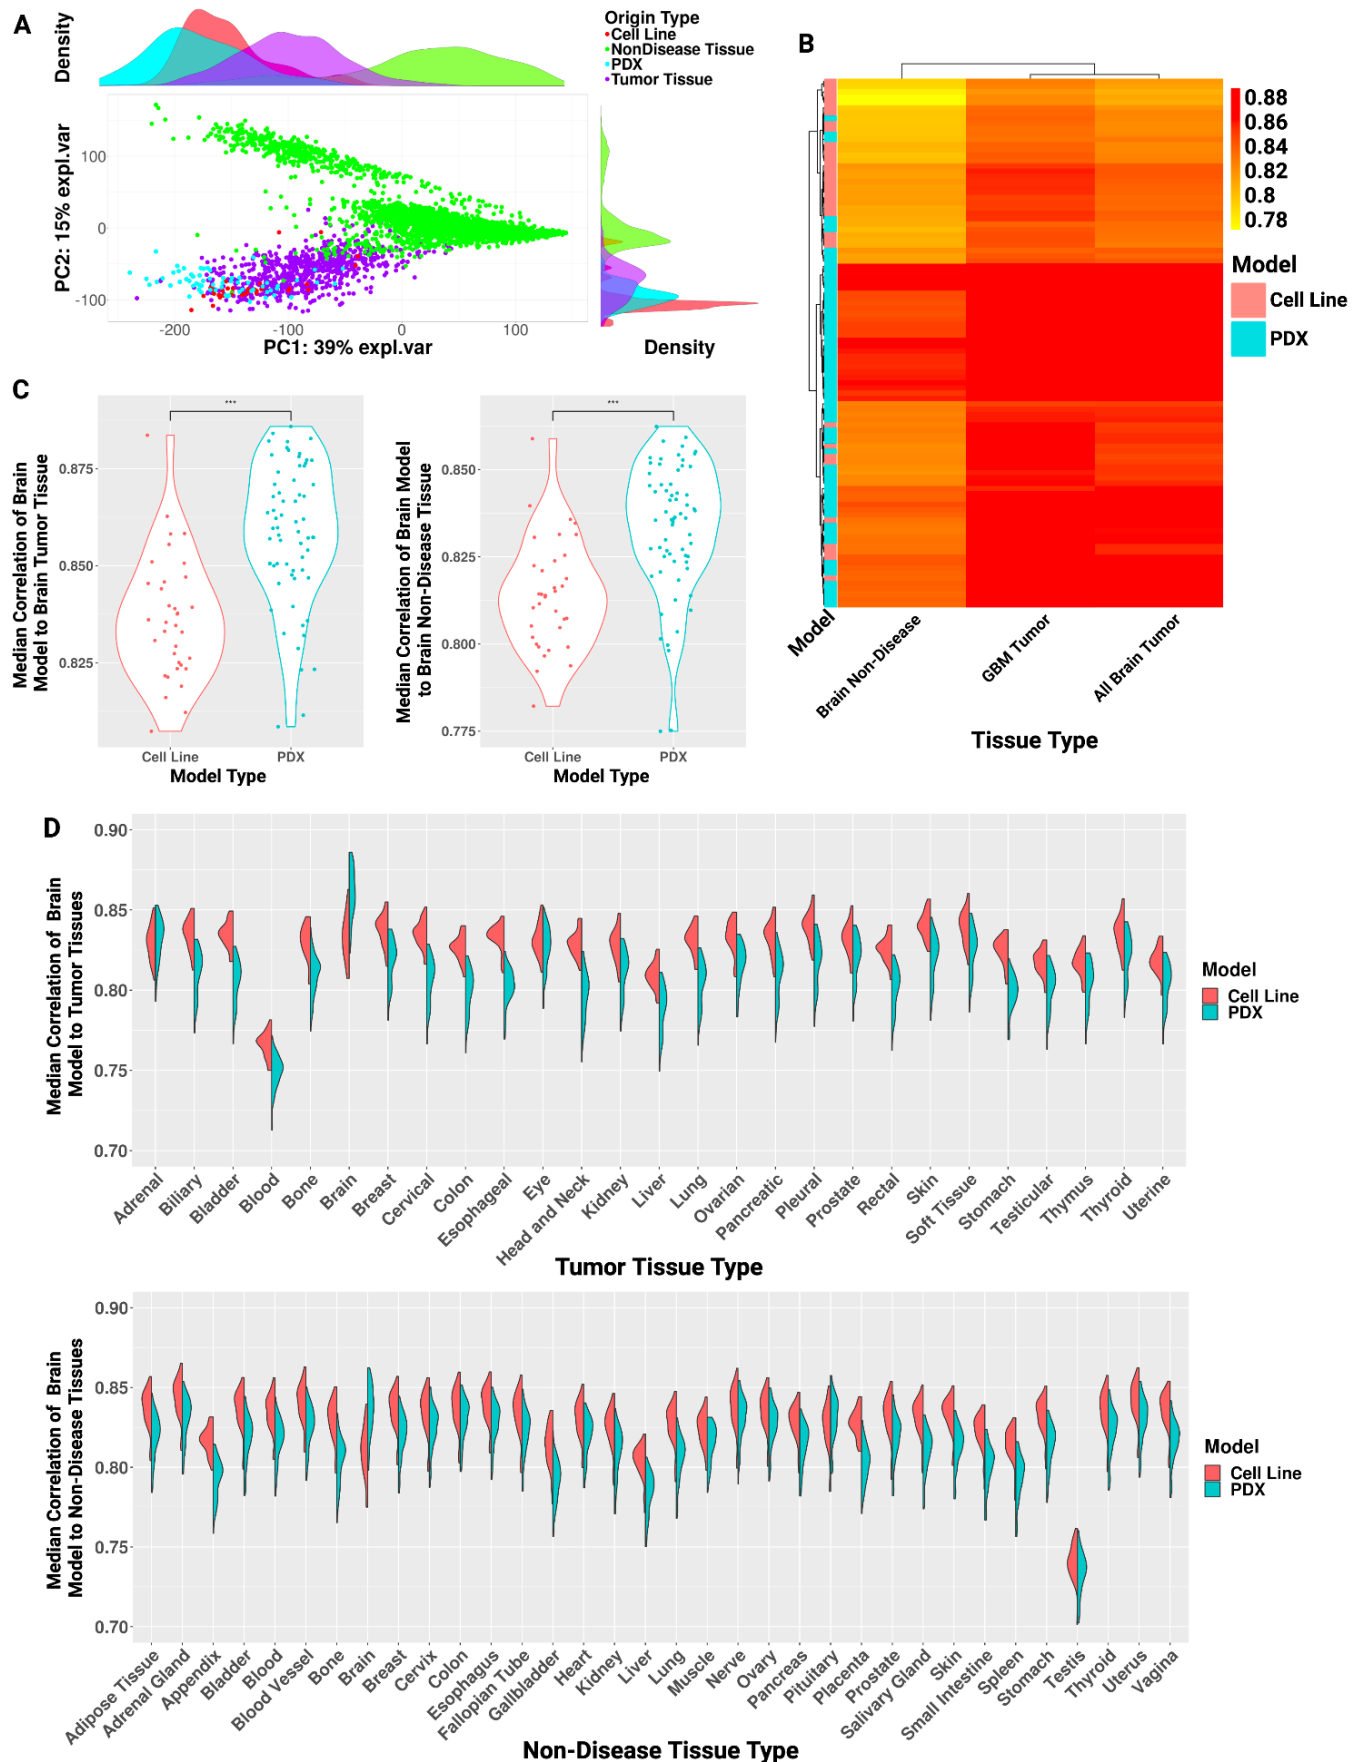 A
Density
Origin Type
Cell Line
NonDisease Tissue
PDX
Tumor Tissue
PC2: 15% expl.var
100
0
-100
-200
-100
0
100
PC1: 39% expl.var
Density
B
0.88
0.86
0.84
0.82
0.8
0.78
Model
Cell Line
PDX
Model
Brain Non-Disease
GBM Tumor
All Brain Tumor
Tissue Type
C
Median Correlation of Brain
Model to Brain Tumor Tissue
0.875
0.850
0.825
***
Cell Line
PDX
Model Type
Median Correlation of Brain Model
to Brain Non-Disease Tissue
0.850
0.825
0.800
0.775
***
Cell Line
PDX
Model Type
D
Median Correlation of Brain
Model to Tumor Tissues
0.90
0.85
0.80
0.75
0.70
Adrenal
Biliary
Bladder
Blood
Bone
Brain
Breast
Cervical
Colon
Esophageal
Eye
Head and Neck
Kidney
Liver
Lung
Ovarian
Pancreatic
Pleural
Prostate
Rectal
Skin
Soft Tissue
Stomach
Testicular
Thymus
Thyroid
Uterine
Tumor Tissue Type
Model
Cell Line
PDX
Median Correlation of Brain
Model to Non-Disease Tissues
0.90
0.85
0.80
0.75
0.70
Adipose Tissue
Adrenal Gland
Appendix
Bladder
Blood
Blood Vessel
Bone
Brain
Breast
Cervix
Colon
Esophagus
Fallopian Tube
Gallbladder
Heart
Kidney
Liver
Lung
Muscle
Nerve
Ovary
Pancreas
Pituitary
Placenta
Prostate
Salivary Gland
Skin
Small Intestine
Spleen
Stomach
Testis
Thyroid
Uterus
Vagina
Non-Disease Tissue Type
Model
Cell Line
PDX